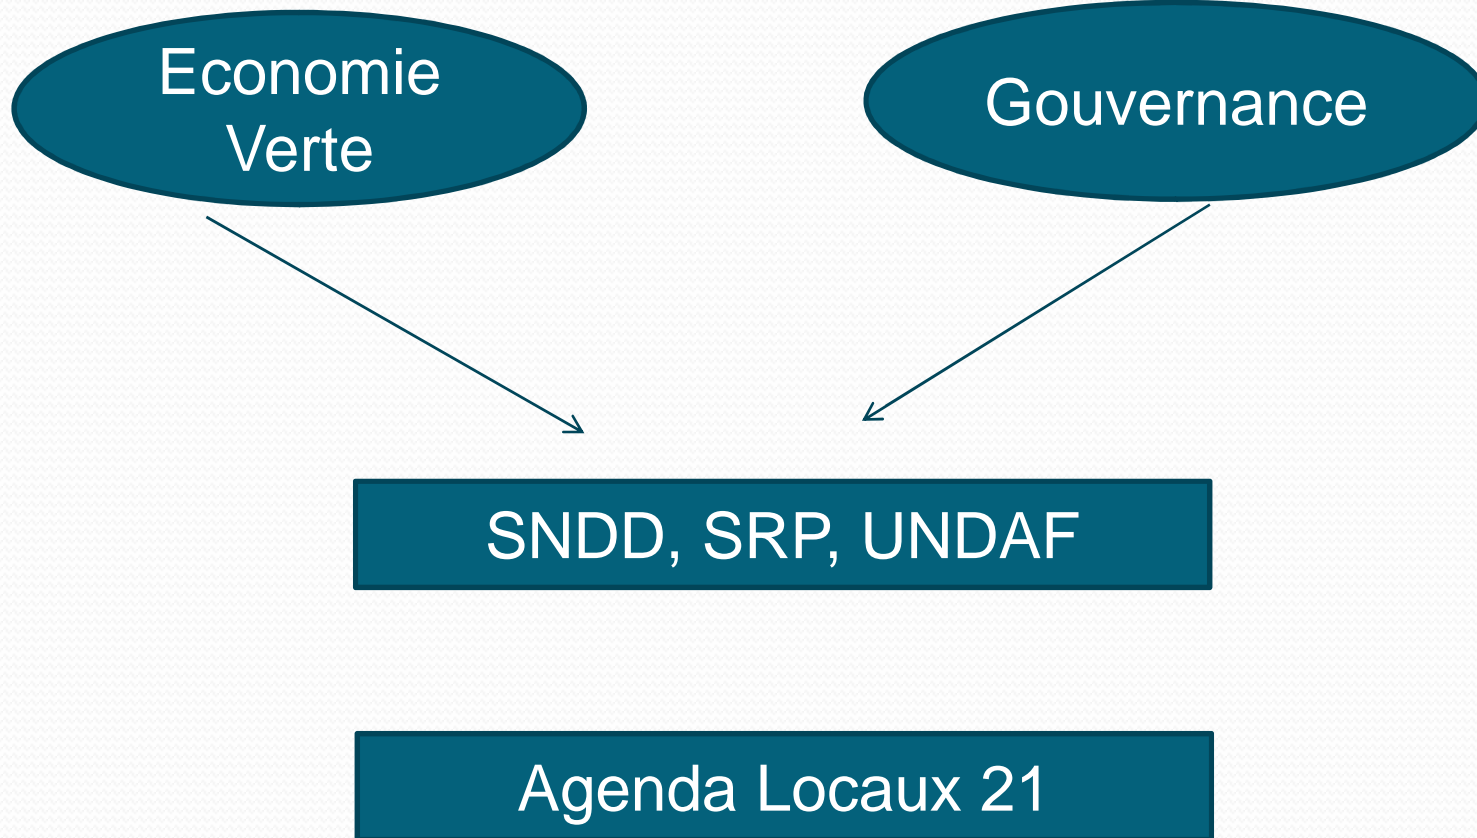 Economie
Verte
Gouvernance
SNDD, SRP, UNDAF
Agenda Locaux 21